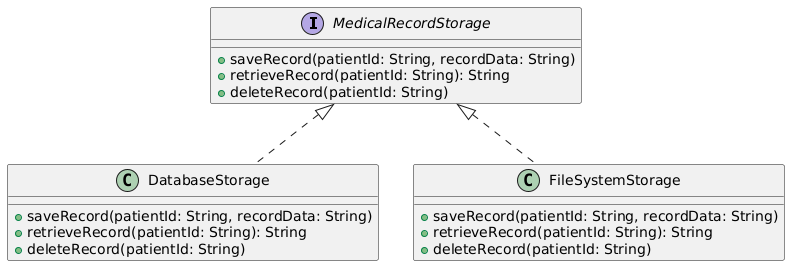 I MedicalRecordStorage
saveRecord(patientId: String, recordData: String)
retrieveRecord(patientId: String): String
deleteRecord(patientId: String)
C DatabaseStorage
saveRecord(patientId: String, recordData: String)
retrieveRecord(patientId: String): String
deleteRecord(patientId: String)
C FileSystemStorage
saveRecord(patientId: String, recordData: String)
retrieveRecord(patientId: String): String
deleteRecord(patientId: String)